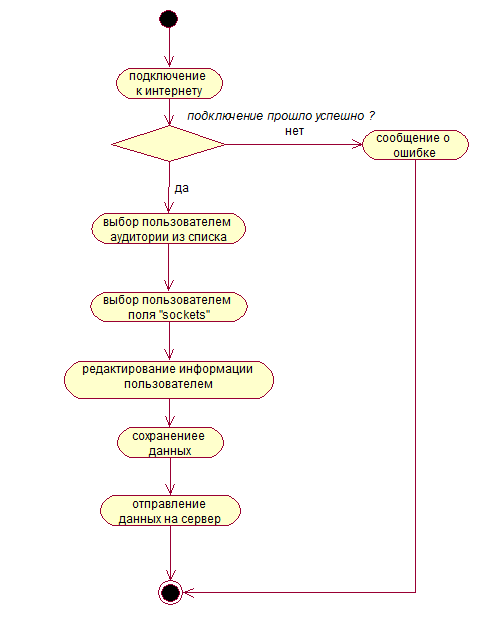 подключение
к интернету
подключение прошло успешно ?
нет
сообщение о
ошибке
да
выбор пользователем
аудитории из списка
выбор пользователем
поля "sockets"
редактирование информации
пользователем
сохранениее
данных
отправление
данных на сервер